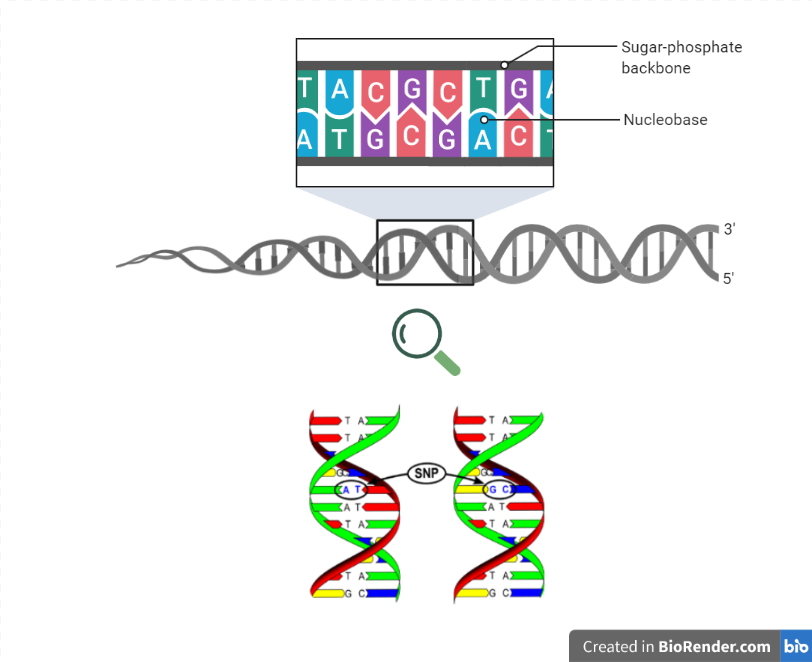 Sugar-phosphate
backbone
T A C G C T G A
Nucleobase
A T G C G A C T
3'
5'
T A T A
T A T A
G G
SNP
A T G C
A T A T
T A T A
T A T A
G C G C
Created in BioRender.com bio